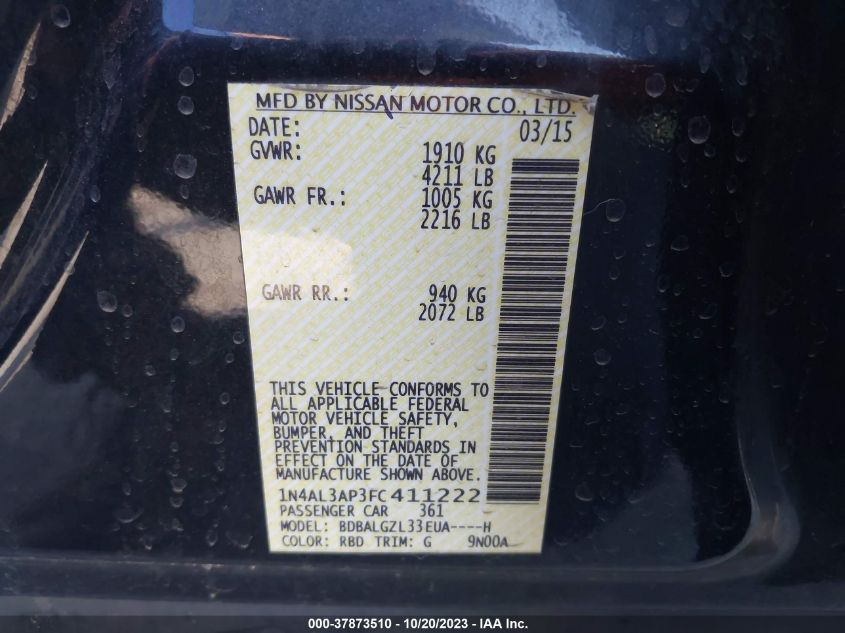 MFD BY NISSAN MOTOR CO., LTD.
DATE: 03/15
GVWR: 1910 KG
4211 LB
GAWR FR.: 1005 KG
2216 LB
GAWR RR.: 940 KG
2072 LB
THIS VEHICLE CONFORMS TO
ALL APPLICABLE FEDERAL
MOTOR VEHICLE SAFETY,
BUMPER, AND THEFT
PREVENTION STANDARDS IN
EFFECT ON THE DATE OF
MANUFACTURE SHOWN ABOVE.
1N4AL3AP3FC411222
PASSENGER CAR 361
MODEL: BDBALGZL33EUA----H
COLOR: RBD TRIM: G 9N00A
000-37873510 - 10/20/2023 - IAA Inc.